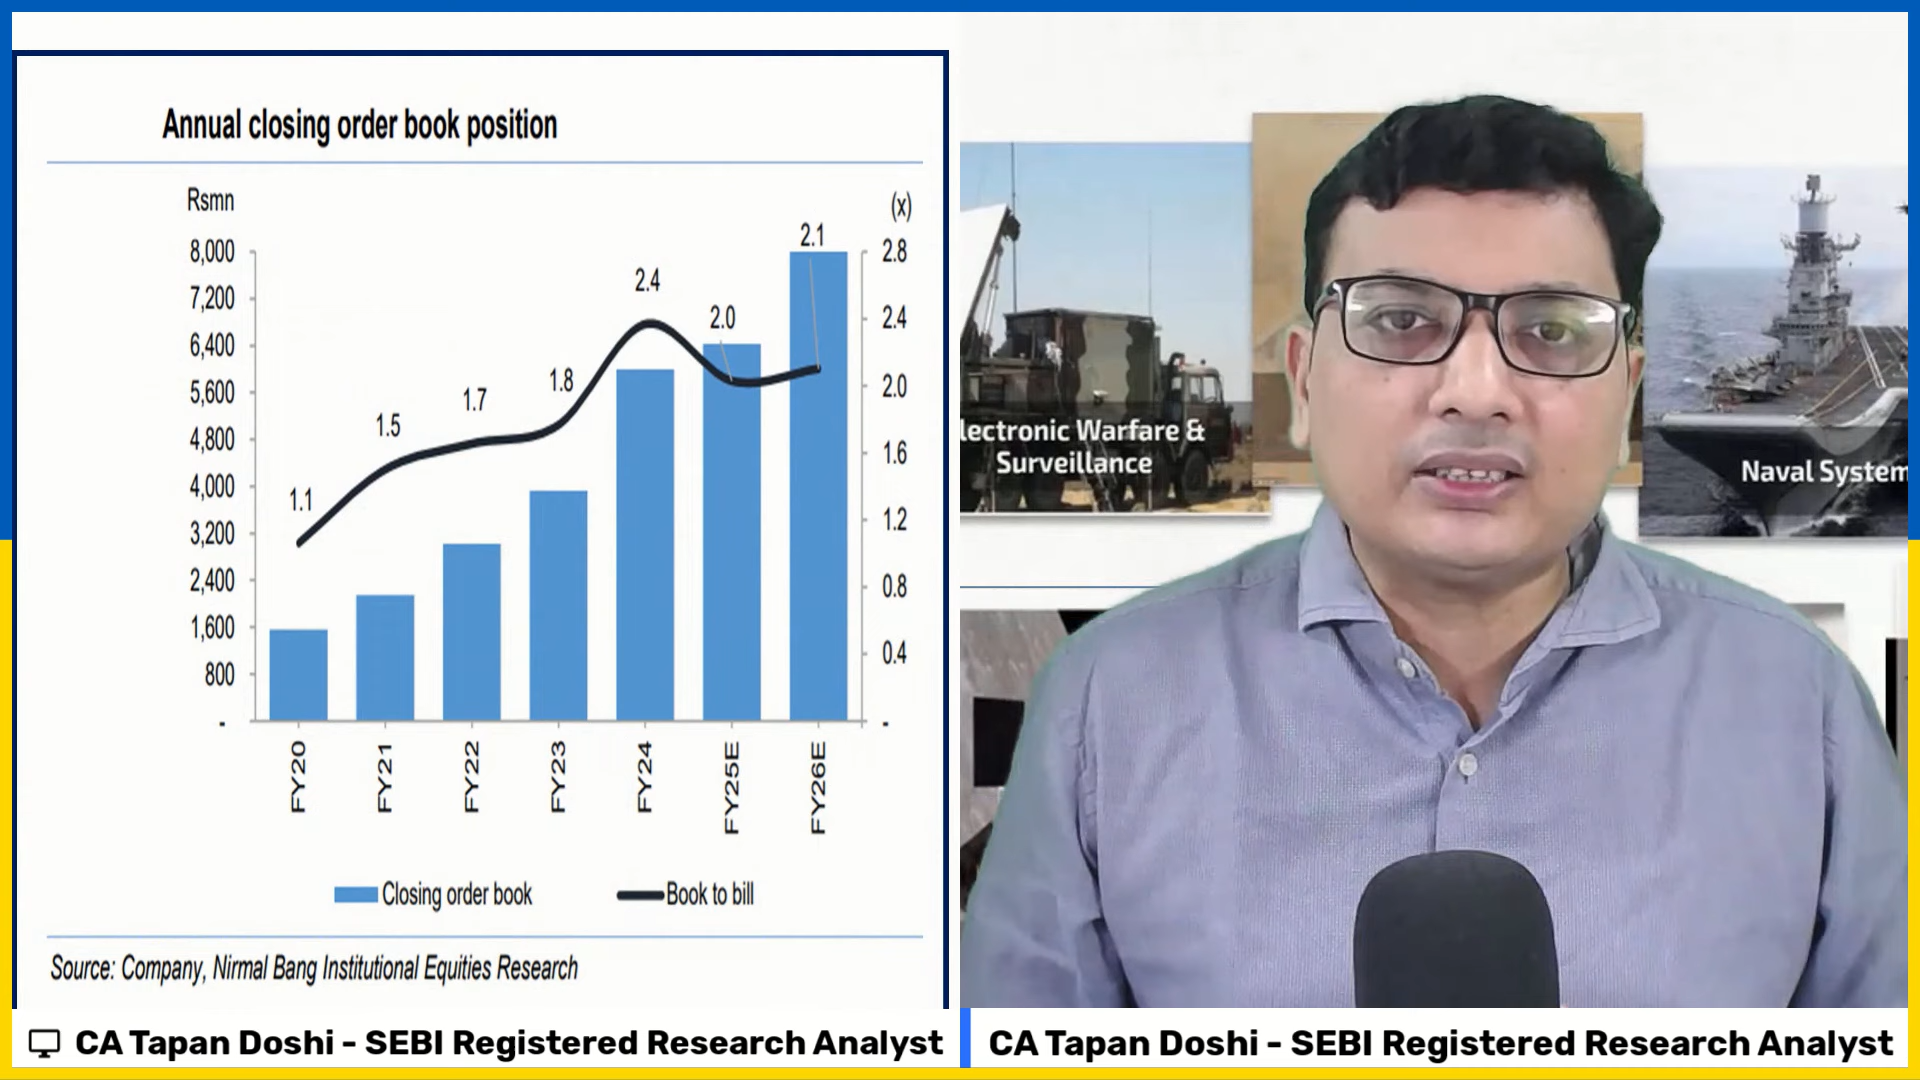 Annual closing order book position
Rsmn
(x)
8,000
7,200
6,400
5,600
4,800
4,000
3,200
2,400
1,600
800
-
2.8
2.4
2.0
1.6
1.2
0.8
0.4
-
1.1
1.5
1.7
1.8
2.4
2.0
2.1
FY20
FY21
FY22
FY23
FY24
FY25E
FY26E
Closing order book
Book to bill
Source: Company, Nirmal Bang Institutional Equities Research
lectronic Warfare &
Surveillance
Naval System
CA Tapan Doshi - SEBI Registered Research Analyst
CA Tapan Doshi - SEBI Registered Research Analyst